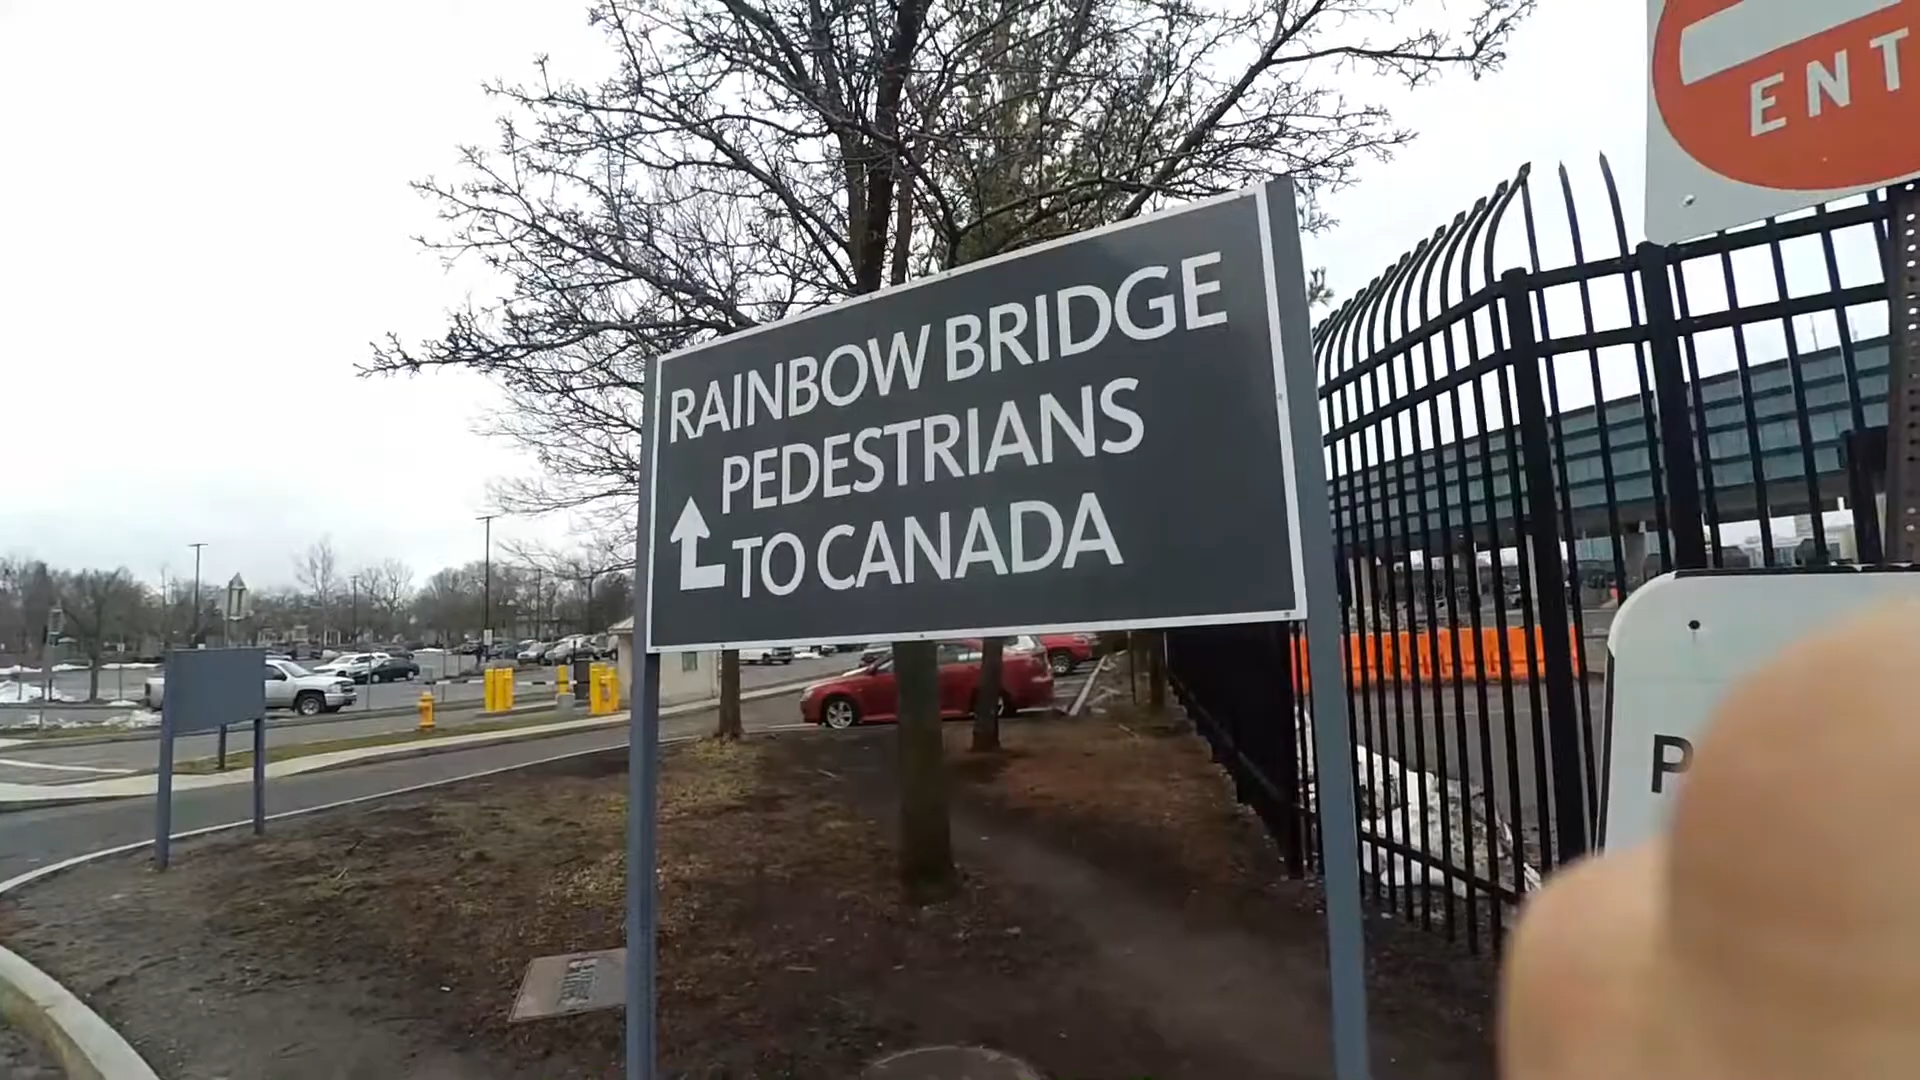 ENT
RAINBOW BRIDGE
PEDESTRIANS
TO CANADA
P